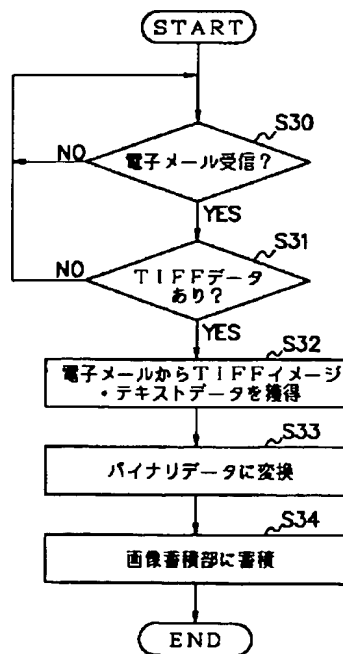 START
S30
電子メール受信?
NO
YES
S31
TIFFデータ
あり?
NO
YES
S32
電子メールからTIFFイメージ
・テキストデータを獲得
S33
バイナリデータに変換
S34
画像蓄積部に蓄積
END